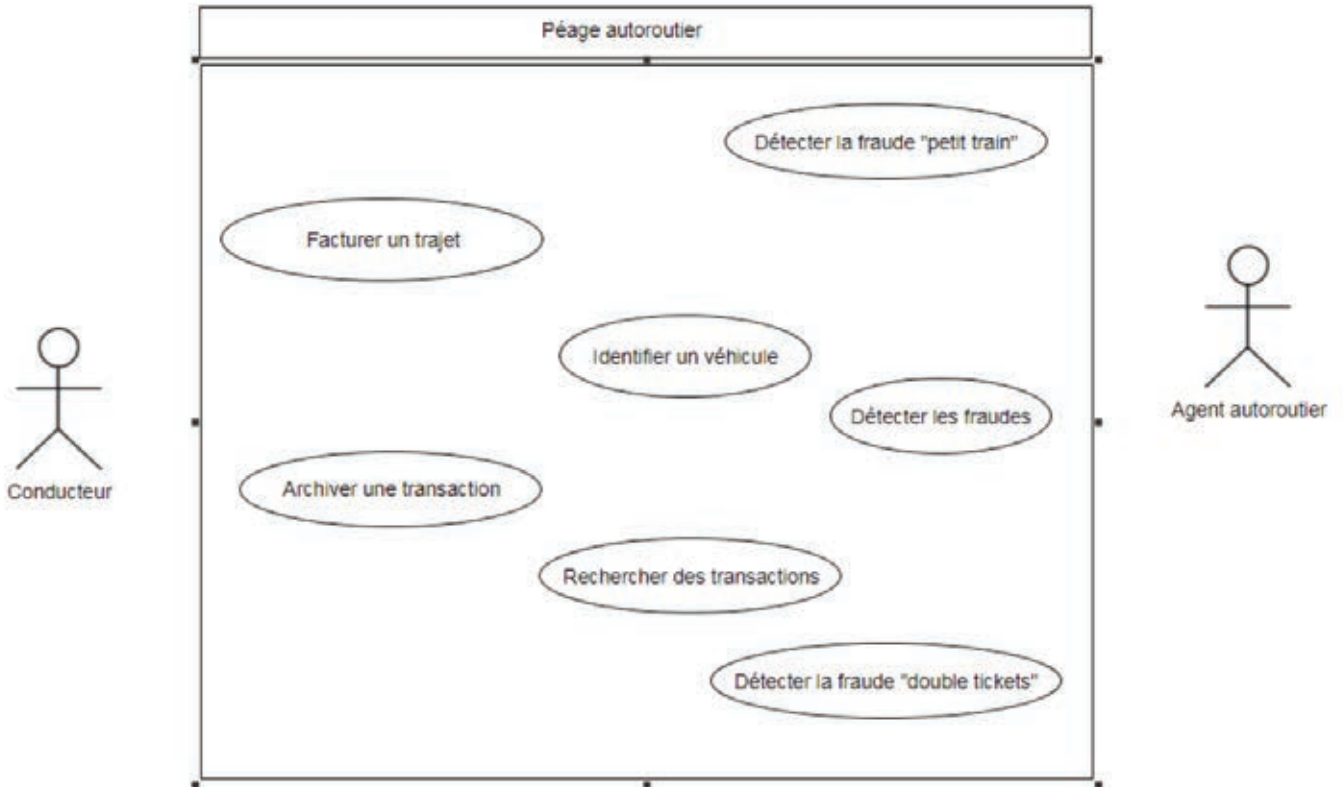 Péage autoroutier
Détecter la fraude "petit train"
Facturer un trajet
Identifier un véhicule
Détecter les fraudes
Agent autoroutier
Conducteur
Archiver une transaction
Rechercher des transactions
Détecter la fraude "double tickets"